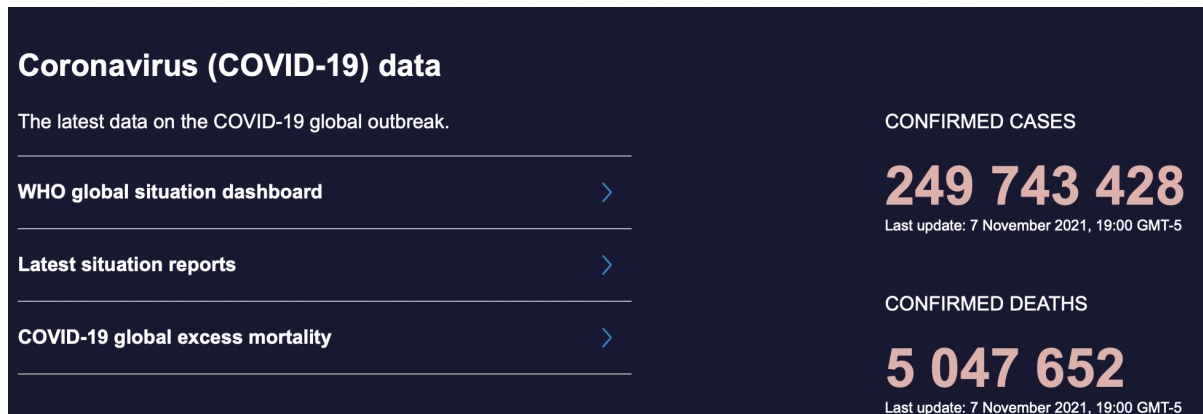 Coronavirus (COVID-19) data
The latest data on the COVID-19 global outbreak.
WHO global situation dashboard
Latest situation reports
COVID-19 global excess mortality
CONFIRMED CASES
249 743 428
Last update: 7 November 2021, 19:00 GMT-5
CONFIRMED DEATHS
5 047 652
Last update: 7 November 2021, 19:00 GMT-5